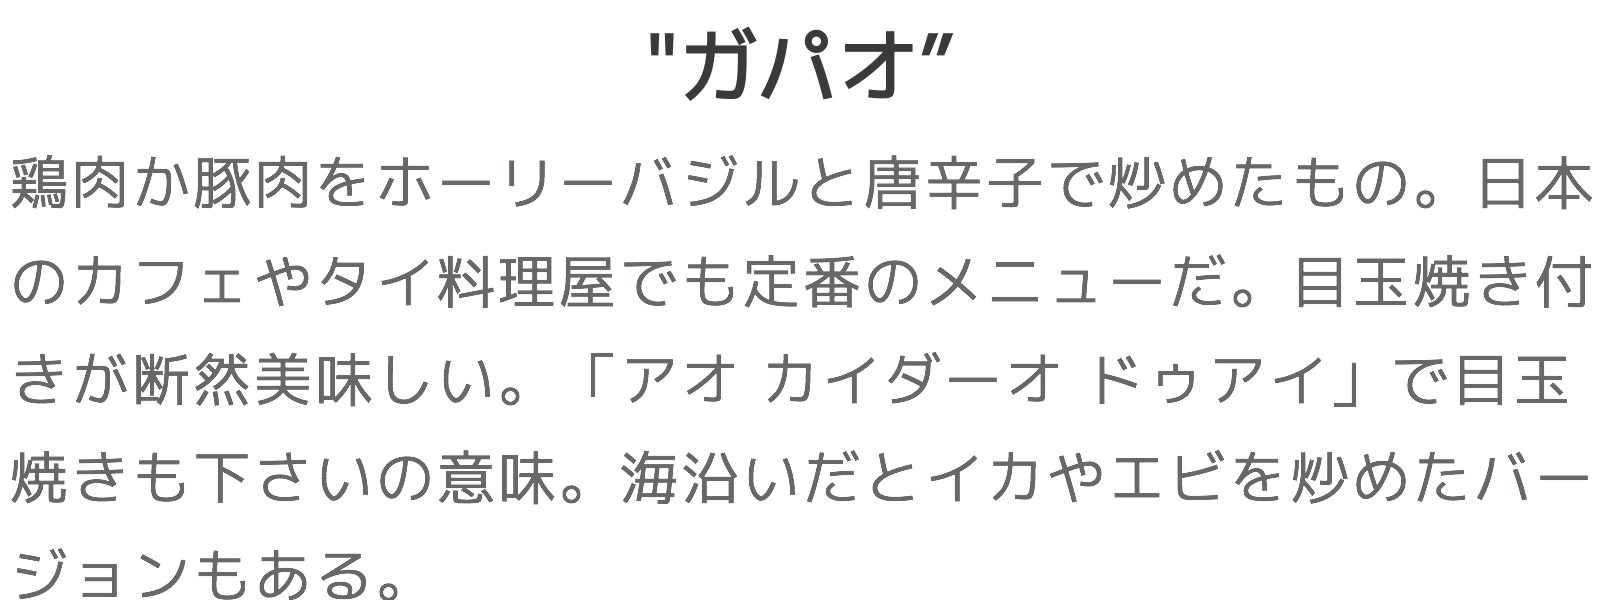 "ガパオ”
鶏肉か豚肉をホーリーバジルと唐辛子で炒めたもの。日本
のカフェやタイ料理屋でも定番のメニューだ。目玉焼き付
きが断然美味しい。「アオ カイダーオ ドゥアイ」で目玉
焼きも下さいの意味。海沿いだとイカやエビを炒めたバー
ジョンもある。